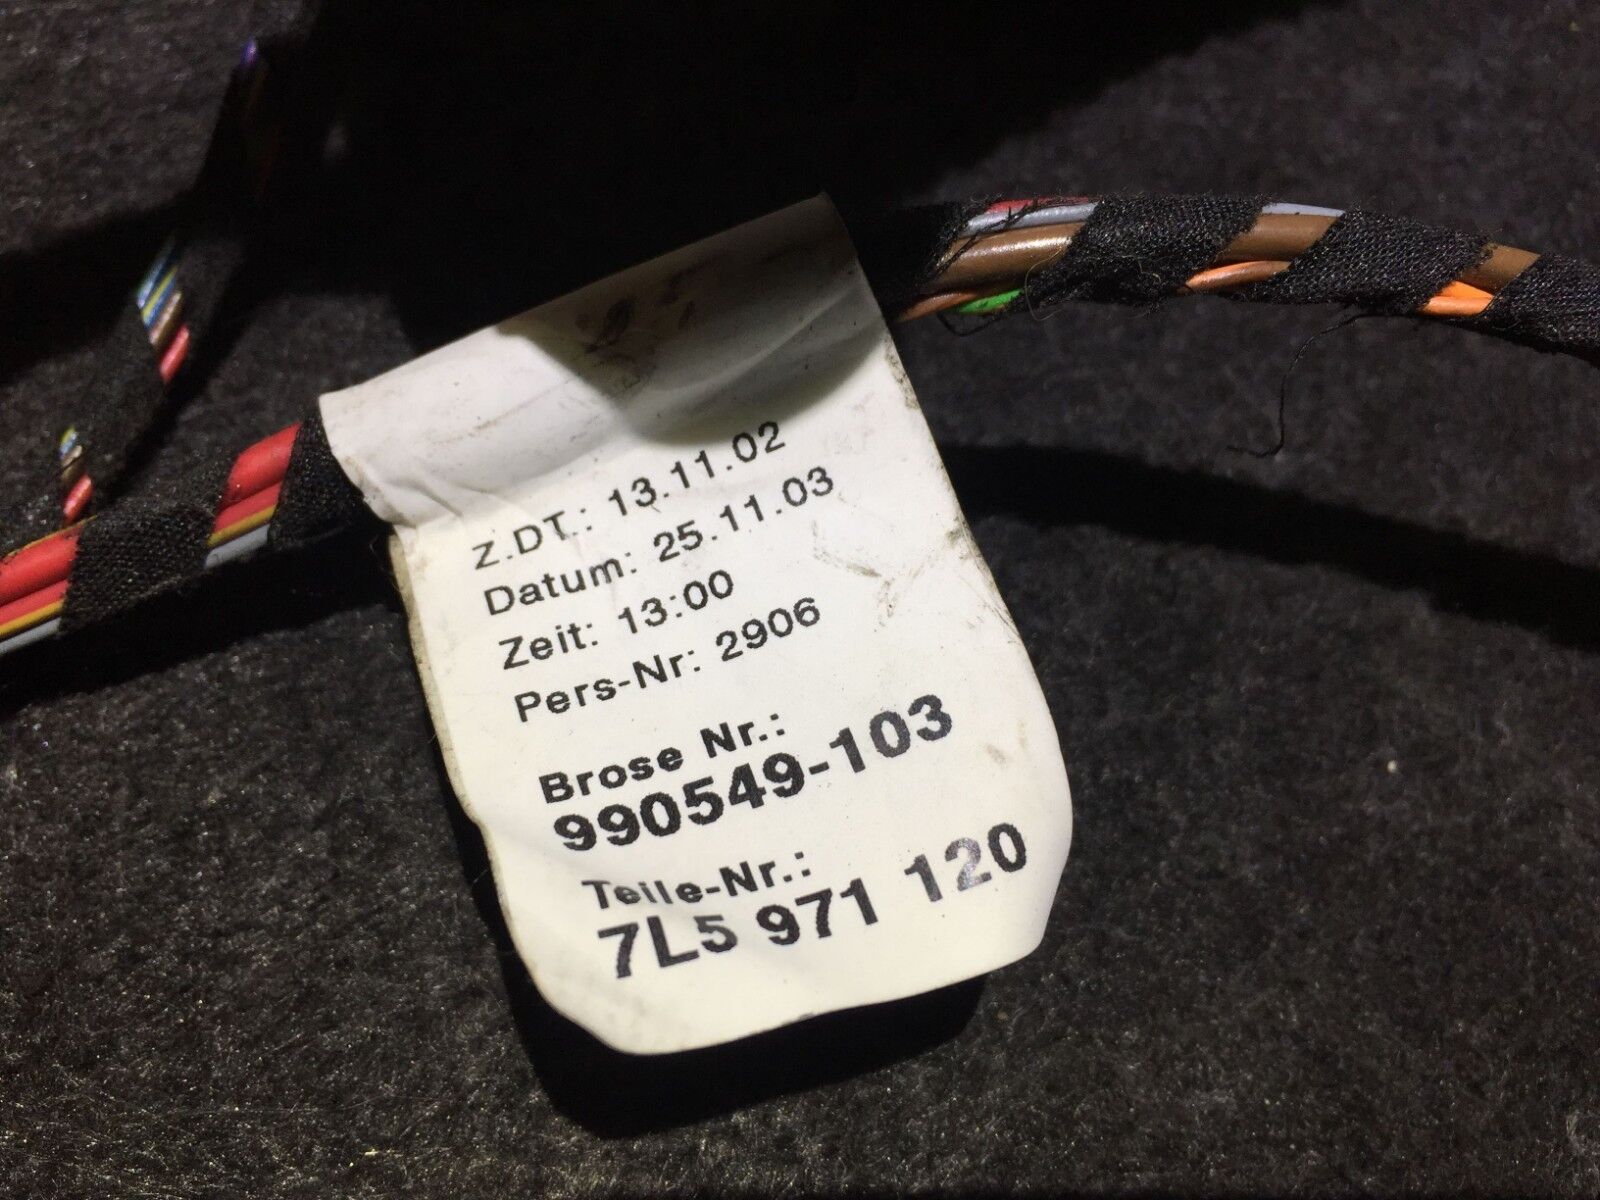 Z.DT.: 13.11.02
Datum: 25.11.03
Zeit: 13:00
Pers-Nr: 2906
Brose Nr.:
990549-103
Teile-Nr.:
7L5 971 120